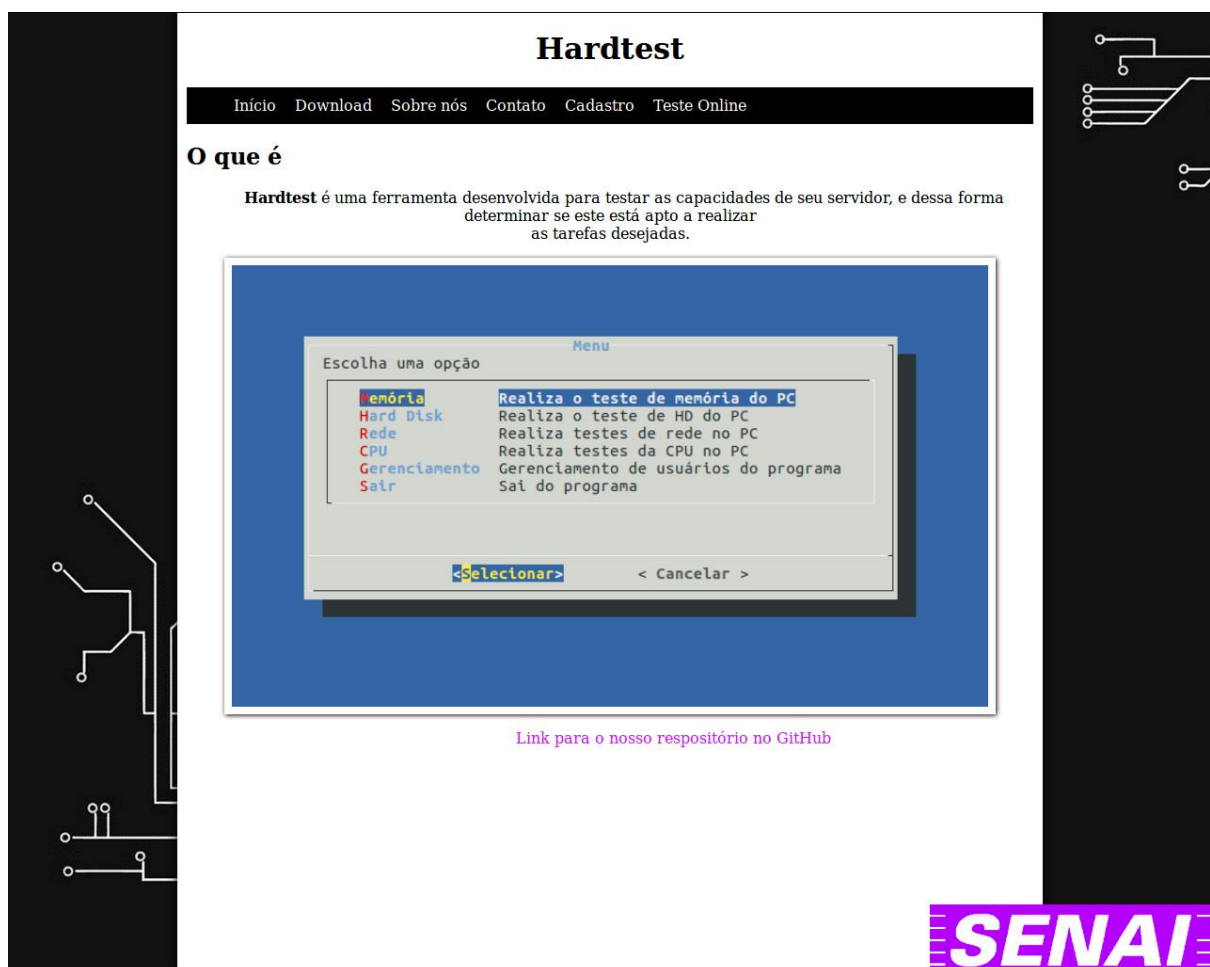 Hardtest
Início Download Sobre nós Contato Cadastro Teste Online
O que é
Hardtest é uma ferramenta desenvolvida para testar as capacidades de seu servidor, e dessa forma
determinar se este está apto a realizar
as tarefas desejadas.
Menu
Escolha uma opção
Memória Realiza o teste de memória do PC
Hard Disk Realiza o teste de HD do PC
Rede Realiza testes de rede no PC
CPU Realiza testes da CPU no PC
Gerenciamento Gerenciamento de usuários do programa
Sair Sai do programa
<Selecionar> < Cancelar >
Link para o nosso respositório no GitHub
SENAI